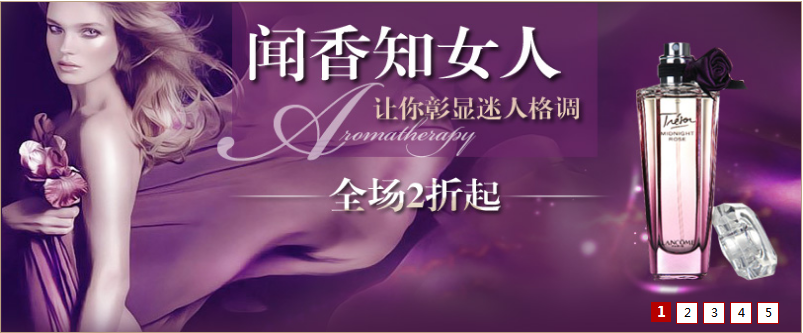 闻香知女人
让你彰显迷人格调
Aromatherapy
全场2折起
Trésor
MIDNIGHT
ROSE
LANCÔME
1 2 3 4 5